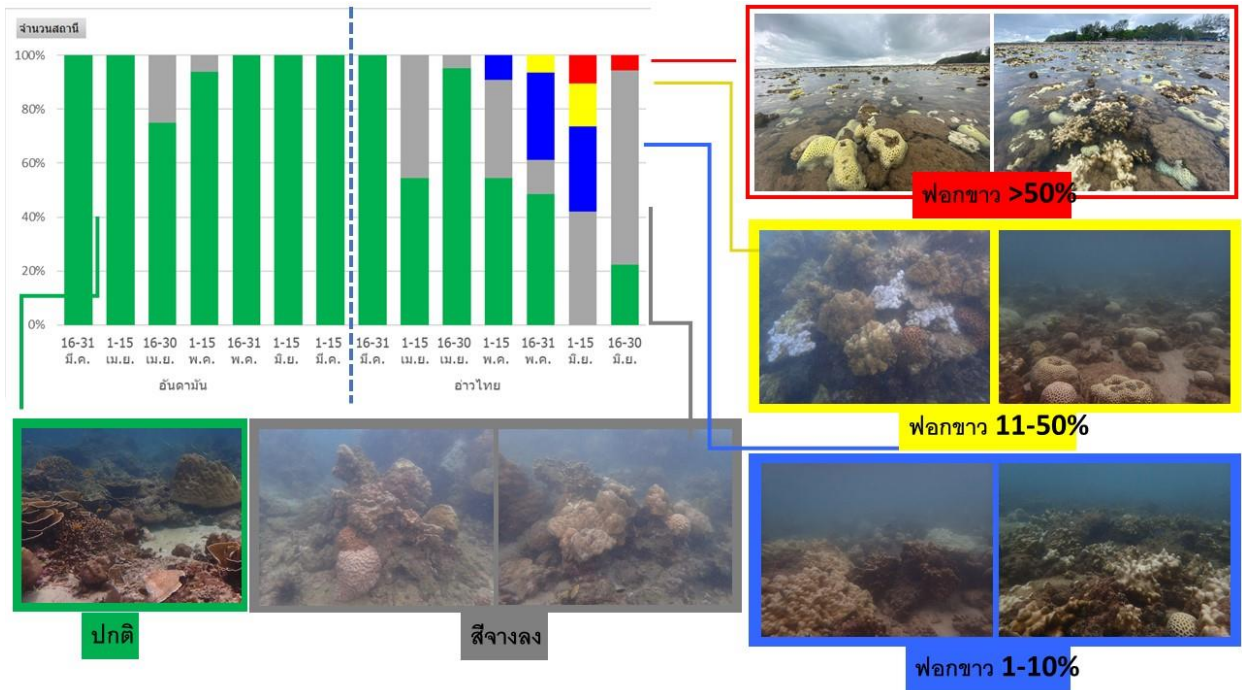 จำนวนสถานี
100%
80%
60%
40%
20%
0%
16-31 1-15 16-30 1-15 16-31 1-15 1-15 16-31 1-15 16-30 1-15 16-31 1-15 16-30
มี.ค. เม.ย. เม.ย. พ.ค. พ.ค. มิ.ย. มี.ค. มี.ค. เม.ย. เม.ย. พ.ค. พ.ค. มิ.ย. มิ.ย.
อันดามัน อ่าวไทย
ฟอกขาว >50%
ฟอกขาว 11-50%
ฟอกขาว 1-10%
ปกติ
สีจางลง